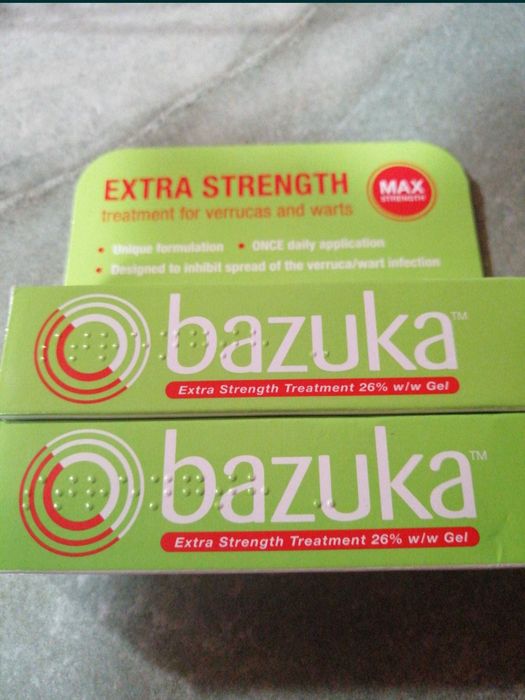 EXTRA STRENGTH
treatment for verrucas and warts
MAX
STRENGTH
• Unique formulation • ONCE daily application
• Designed to inhibit spread of the verruca/wart infection
bazuka™
Extra Strength Treatment 26% w/w Gel
bazuka™
Extra Strength Treatment 26% w/w Gel